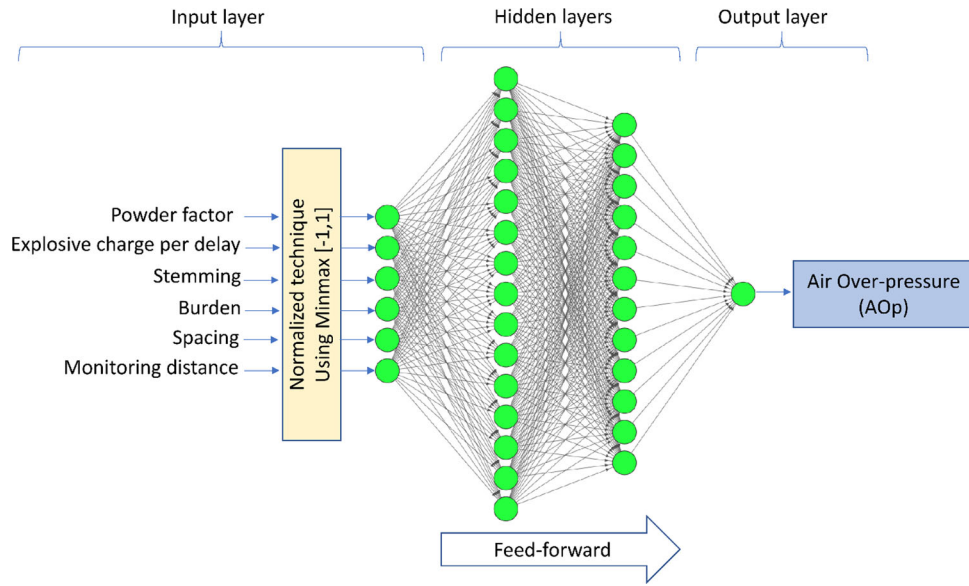 Input layer
Hidden layers
Output layer
Powder factor
Explosive charge per delay
Stemming
Burden
Spacing
Monitoring distance
Normalized technique
Using Minmax [-1,1]
Air Over-pressure
(AOp)
Feed-forward